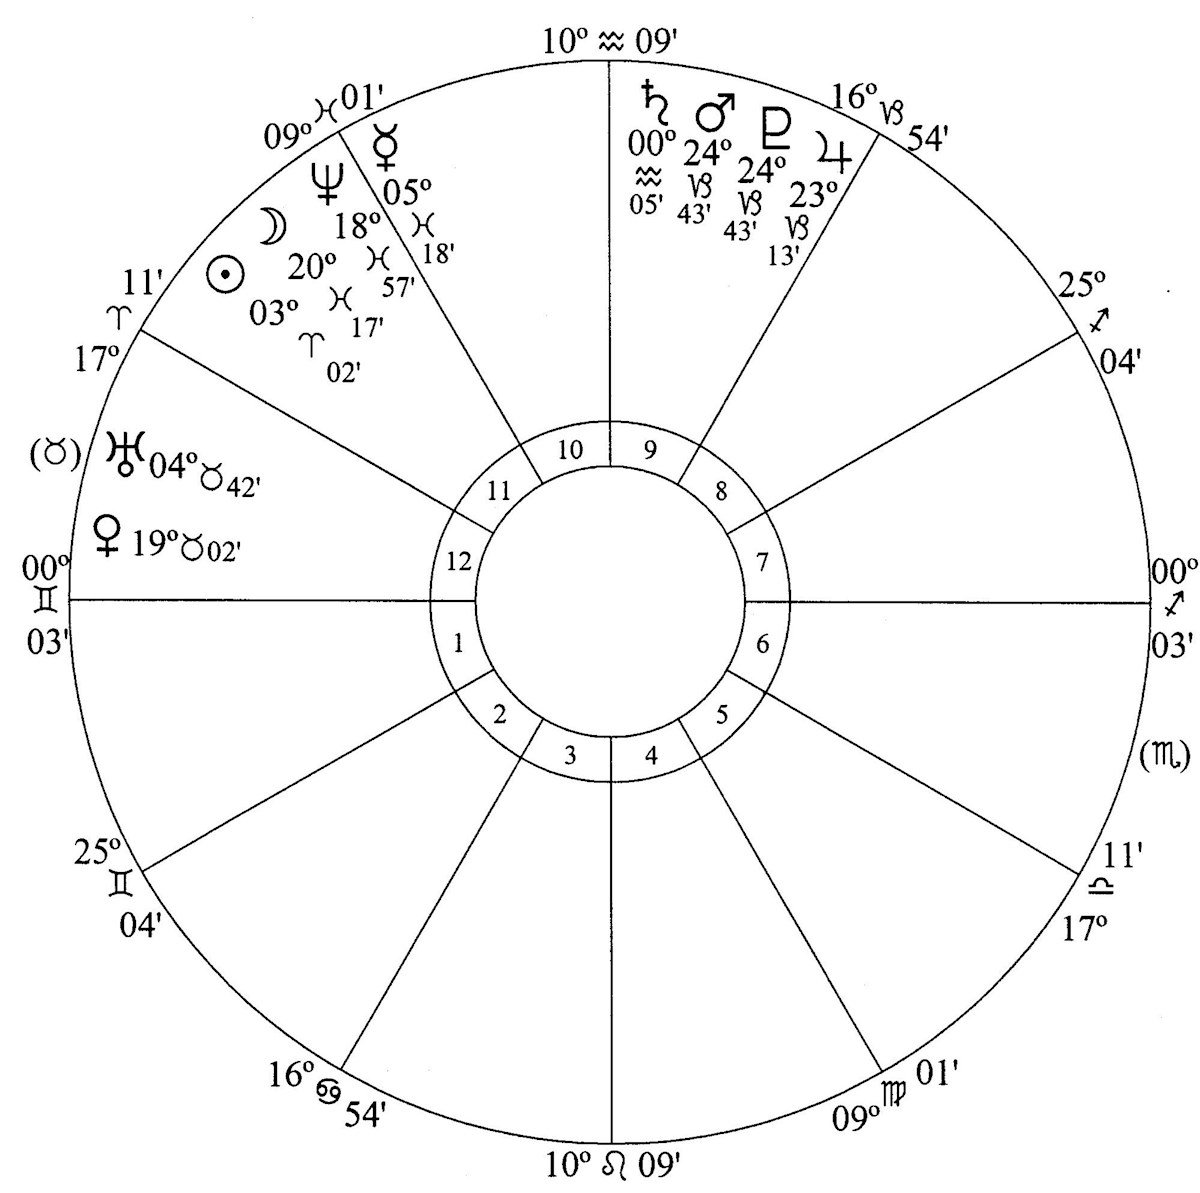 10º ♒ 09'
♓ 01'
09º
16º ♑ 54'
♄
00º
♒
05'
♂
24º
♑
43'
♇
24º
♑
43'
♃
23º
♑
13'
☿
05º
♓
18'
♆
18º
♓
57'
☽
20º
♓
17'
☉
03º
♈
02'
11'
♈
17º
25º
♐
04'
(♉)
♅ 04º ♉ 42'
♀ 19º ♉ 02'
00º
♊
03'
00º
♐
03'
10
9
11
8
12
7
1
6
2
5
3
4
(♏)
25º
♊
04'
11'
♎
17º
16º ♋ 54'
01'
♍
09º
10º ♌ 09'